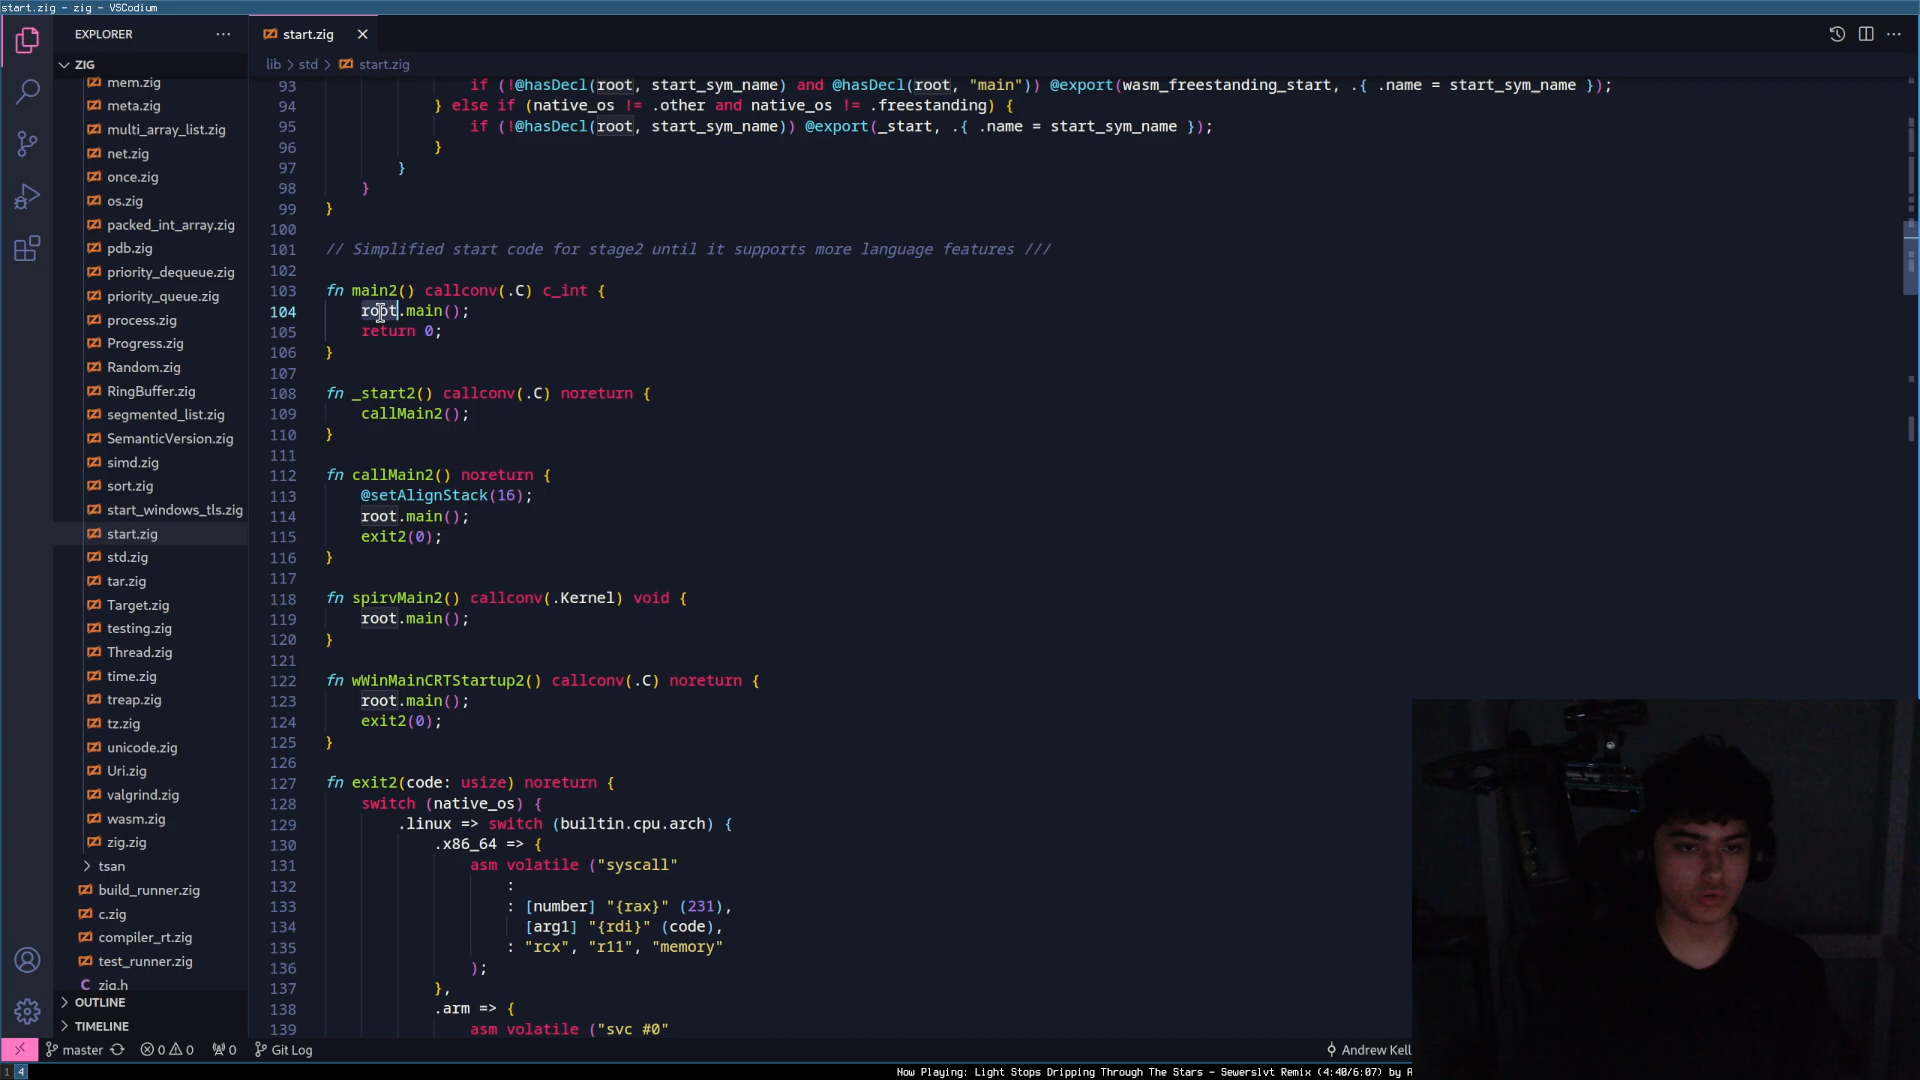 start.zig - zig - VSCodium
EXPLORER
start.zig
ZIG
lib > std > start.zig
mem.zig
meta.zig
multi_array_list.zig
net.zig
once.zig
os.zig
packed_int_array.zig
pdb.zig
priority_dequeue.zig
priority_queue.zig
process.zig
Progress.zig
Random.zig
RingBuffer.zig
segmented_list.zig
SemanticVersion.zig
simd.zig
sort.zig
start_windows_tls.zig
start.zig
std.zig
tar.zig
Target.zig
testing.zig
Thread.zig
time.zig
treap.zig
tz.zig
unicode.zig
Uri.zig
valgrind.zig
wasm.zig
zig.zig
tsan
build_runner.zig
c.zig
compiler_rt.zig
test_runner.zig
zig.h
OUTLINE
TIMELINE
93 if (!@hasDecl(root, start_sym_name) and @hasDecl(root, "main")) @export(wasm_freestanding_start, .{ .name = start_sym_name });
94 } else if (native_os != .other and native_os != .freestanding) {
95 if (!@hasDecl(root, start_sym_name)) @export(_start, .{ .name = start_sym_name });
96 }
97 }
98 }
99 }
100
101 // Simplified start code for stage2 until it supports more language features ///
102
103 fn main2() callconv(.C) c_int {
104 root.main();
105 return 0;
106 }
107
108 fn _start2() callconv(.C) noreturn {
109 callMain2();
110 }
111
112 fn callMain2() noreturn {
113 @setAlignStack(16);
114 root.main();
115 exit2(0);
116 }
117
118 fn spirvMain2() callconv(.Kernel) void {
119 root.main();
120 }
121
122 fn wWinMainCRTStartup2() callconv(.C) noreturn {
123 root.main();
124 exit2(0);
125 }
126
127 fn exit2(code: usize) noreturn {
128 switch (native_os) {
129 .linux => switch (builtin.cpu.arch) {
130 .x86_64 => {
131 asm volatile ("syscall"
132 :
133 : [number] "{rax}" (231),
134 [arg1] "{rdi}" (code),
135 : "rcx", "r11", "memory"
136 );
137 },
138 .arm => {
139 asm volatile ("svc #0"
master 0 0 0 Git Log Andrew Kell
1 4 Now Playing: Light Stops Dripping Through The Stars - Sewerslvt Remix (4:40/6:07) by